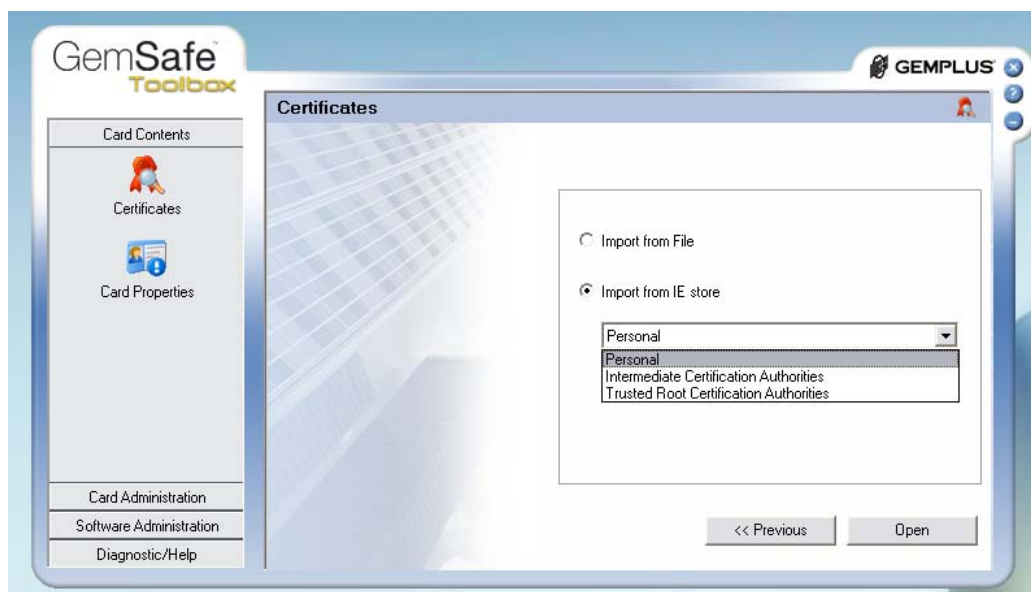 GemSafe
Toolbox
GEMPLUS
Certificates
Card Contents
Certificates
Card Properties
Card Administration
Software Administration
Diagnostic/Help
Import from File
Import from IE store
Personal
Personal
Intermediate Certification Authorities
Trusted Root Certification Authorities
<< Previous
Open